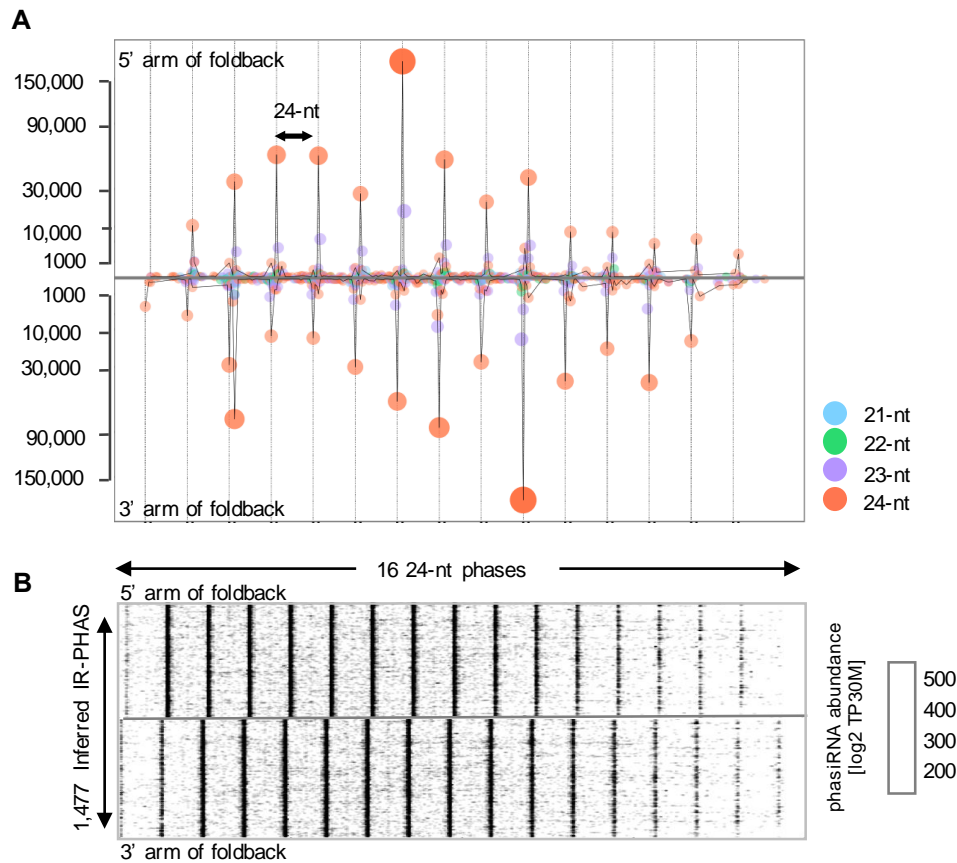 A
5’ arm of foldback
150,000
24-nt
90,000
30,000
10,000
1000
1000
10,000
30,000
90,000
150,000
3’ arm of foldback
21-nt
22-nt
23-nt
24-nt
B
16 24-nt phases
5’ arm of foldback
1,477 Inferred IR-PHAS
3’ arm of foldback
phasiRNA abundance
[log2 TP30M]
500
400
300
200